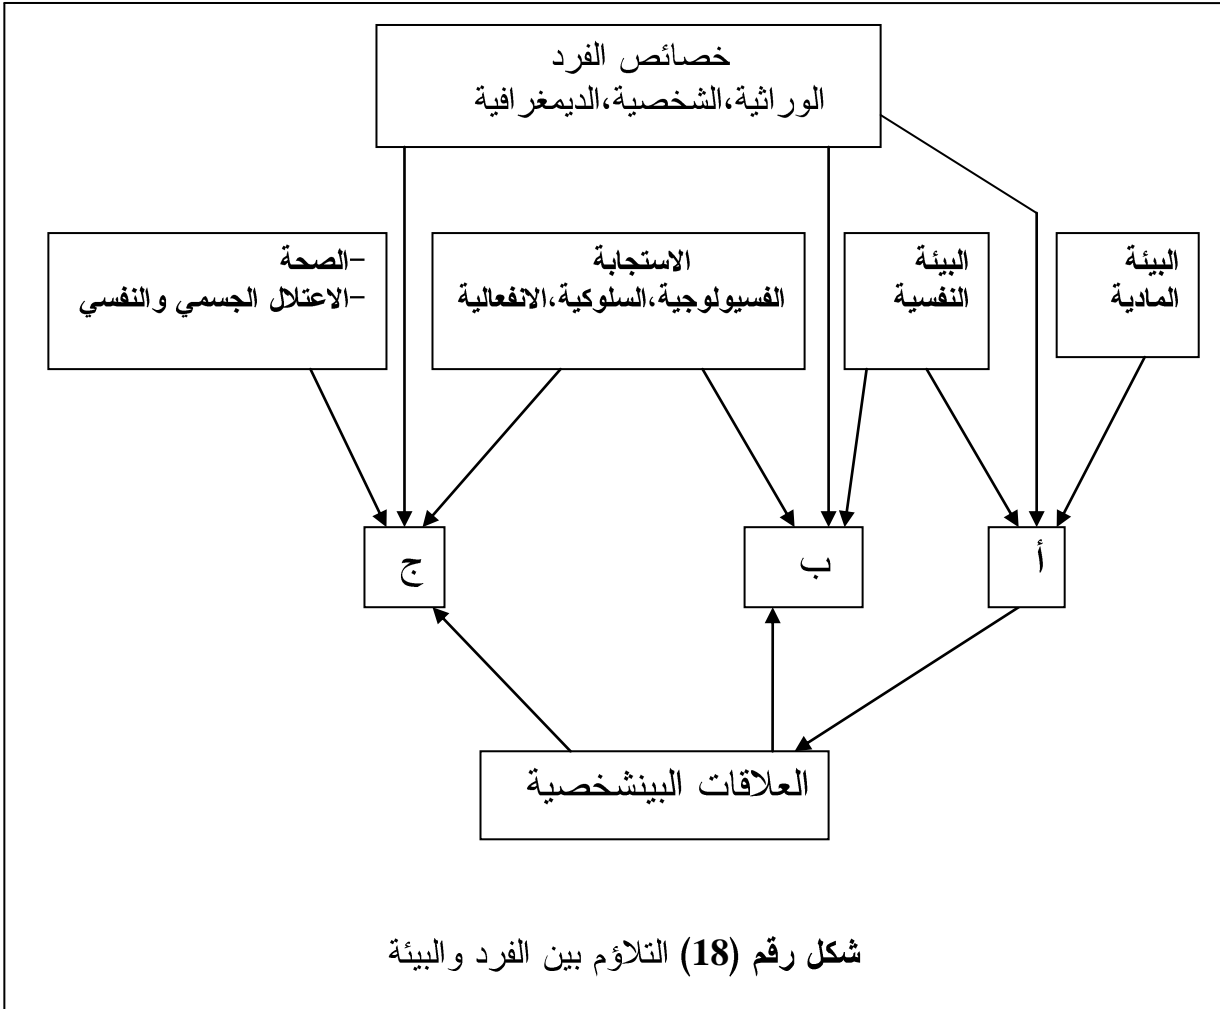 خصائص الفرد
الوراثية،الشخصية،الديمغرافية
البيئة
المادية
البيئة
النفسية
الاستجابة
الفسيولوجية،السلوكية،الانفعالية
-الصحة
-الاعتلال الجسمي والنفسي
أ
ب
ج
العلاقات البينشخصية
شكل رقم (18) التلاؤم بين الفرد والبيئة